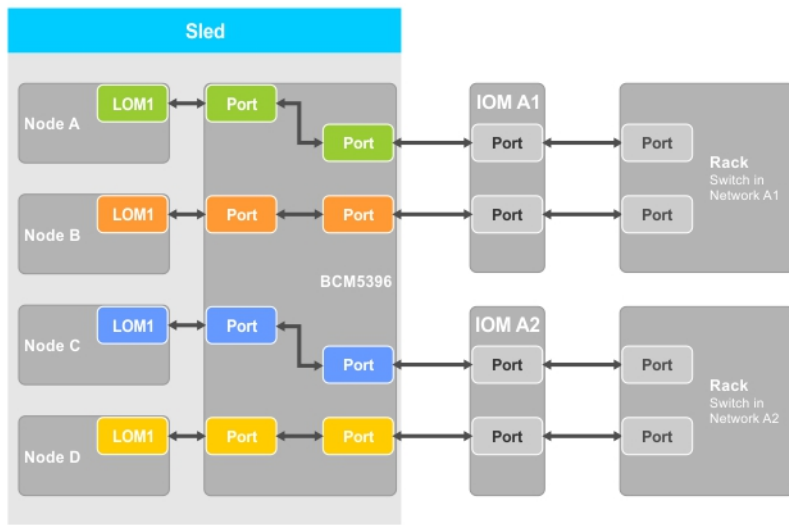 Sled
Node A
LOM1
Port
Port
IOM A1
Port
Port
Rack
Switch in
Network A1
Node B
LOM1
Port
Port
Port
Port
BCM5396
Node C
LOM1
Port
Port
IOM A2
Port
Port
Rack
Switch in
Network A2
Node D
LOM1
Port
Port
Port
Port